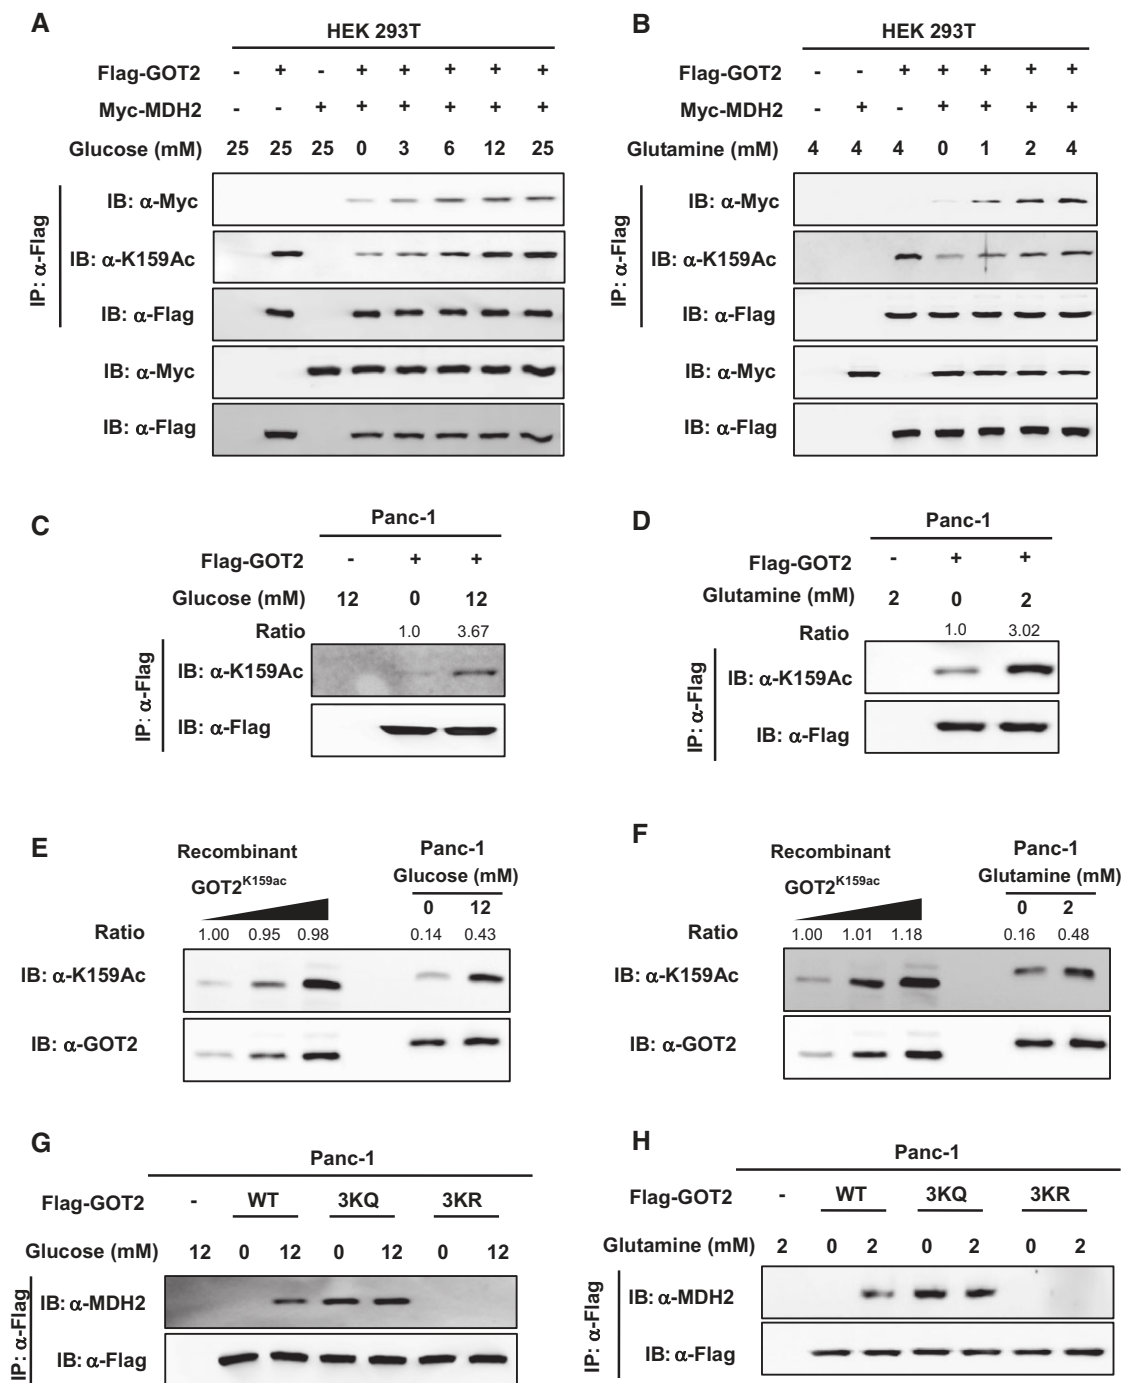 A
HEK 293T
Flag-GOT2 - + - + + + + +
Myc-MDH2 - - + + + + + +
Glucose (mM) 25 25 25 0 3 6 12 25
IP: α-Flag
IB: α-Myc
IB: α-K159Ac
IB: α-Flag
IB: α-Myc
IB: α-Flag
B
HEK 293T
Flag-GOT2 - - + + + + +
Myc-MDH2 - + - + + + +
Glutamine (mM) 4 4 4 0 1 2 4
IP: α-Flag
IB: α-Myc
IB: α-K159Ac
IB: α-Flag
IB: α-Myc
IB: α-Flag
C
Panc-1
Flag-GOT2 - + +
Glucose (mM) 12 0 12
Ratio 1.0 3.67
IP: α-Flag
IB: α-K159Ac
IB: α-Flag
D
Panc-1
Flag-GOT2 - + +
Glutamine (mM) 2 0 2
Ratio 1.0 3.02
IP: α-Flag
IB: α-K159Ac
IB: α-Flag
E
Recombinant
GOT2K159ac
Panc-1
Glucose (mM)
0 12
Ratio 1.00 0.95 0.98 0.14 0.43
IB: α-K159Ac
IB: α-GOT2
F
Recombinant
GOT2K159ac
Panc-1
Glutamine (mM)
0 2
Ratio 1.00 1.01 1.18 0.16 0.48
IB: α-K159Ac
IB: α-GOT2
G
Panc-1
Flag-GOT2 - WT 3KQ 3KR
Glucose (mM) 12 0 12 0 12 0 12
IP: α-Flag
IB: α-MDH2
IB: α-Flag
H
Panc-1
Flag-GOT2 - WT 3KQ 3KR
Glutamine (mM) 2 0 2 0 2 0 2
IP: α-Flag
IB: α-MDH2
IB: α-Flag